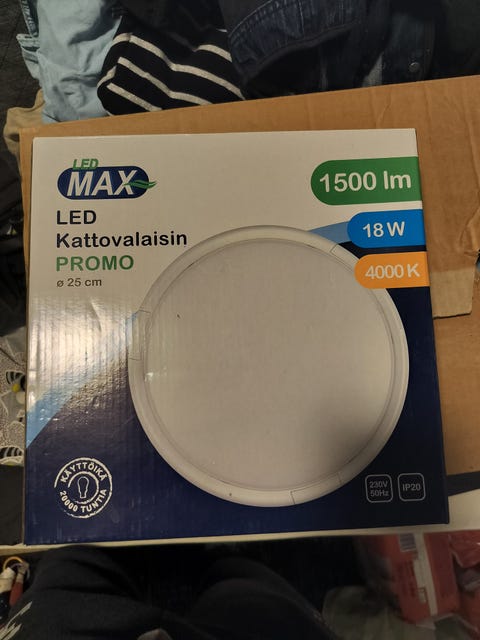 LED
MAX
LED
Kattovalaisin
PROMO
ø 25 cm
1500 lm
18 W
4000 K
KÄYTTÖIKÄ
20000 TUNTIA
230V
50Hz
IP20